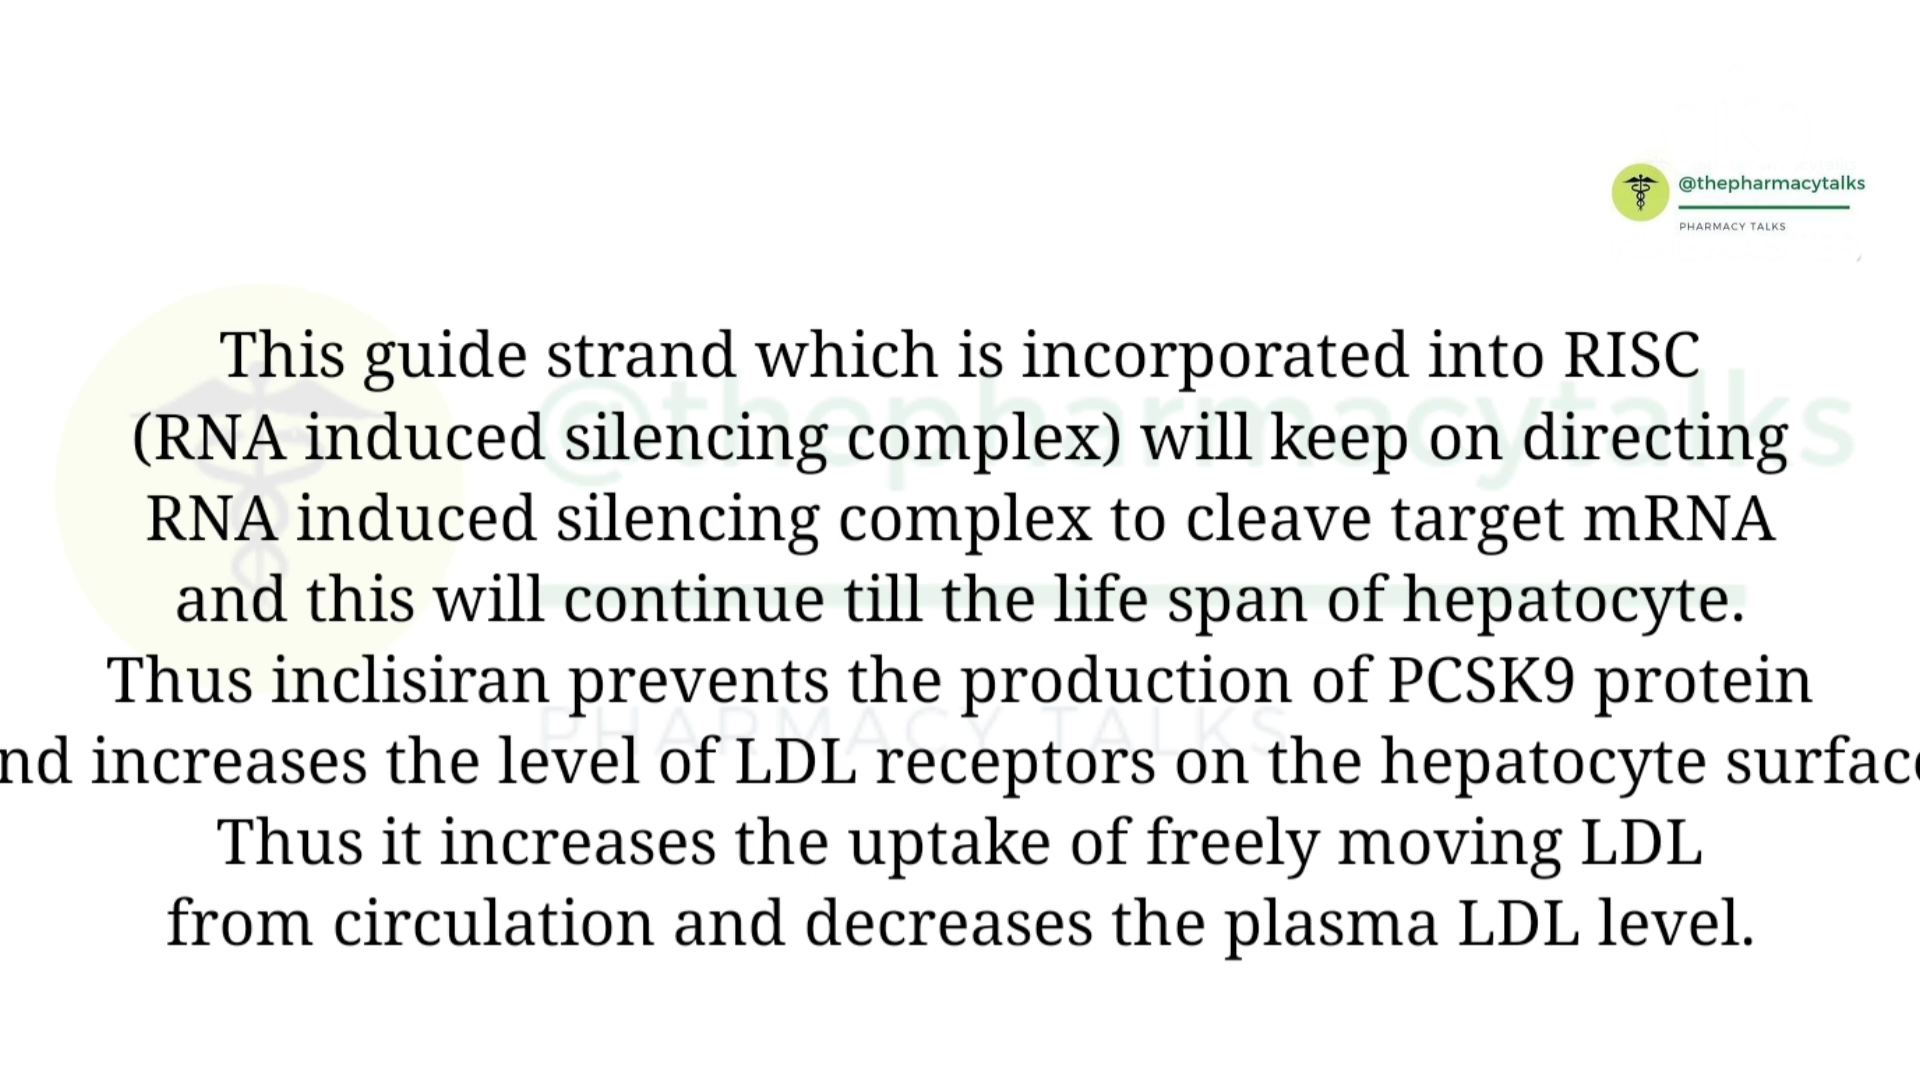 @thepharmacytalks
PHARMACY TALKS
This guide strand which is incorporated into RISC
(RNA induced silencing complex) will keep on directing
RNA induced silencing complex to cleave target mRNA
and this will continue till the life span of hepatocyte.
Thus inclisiran prevents the production of PCSK9 protein
nd increases the level of LDL receptors on the hepatocyte surfac
Thus it increases the uptake of freely moving LDL
from circulation and decreases the plasma LDL level.
@thepharmacytalks
PHARMACY TALKS